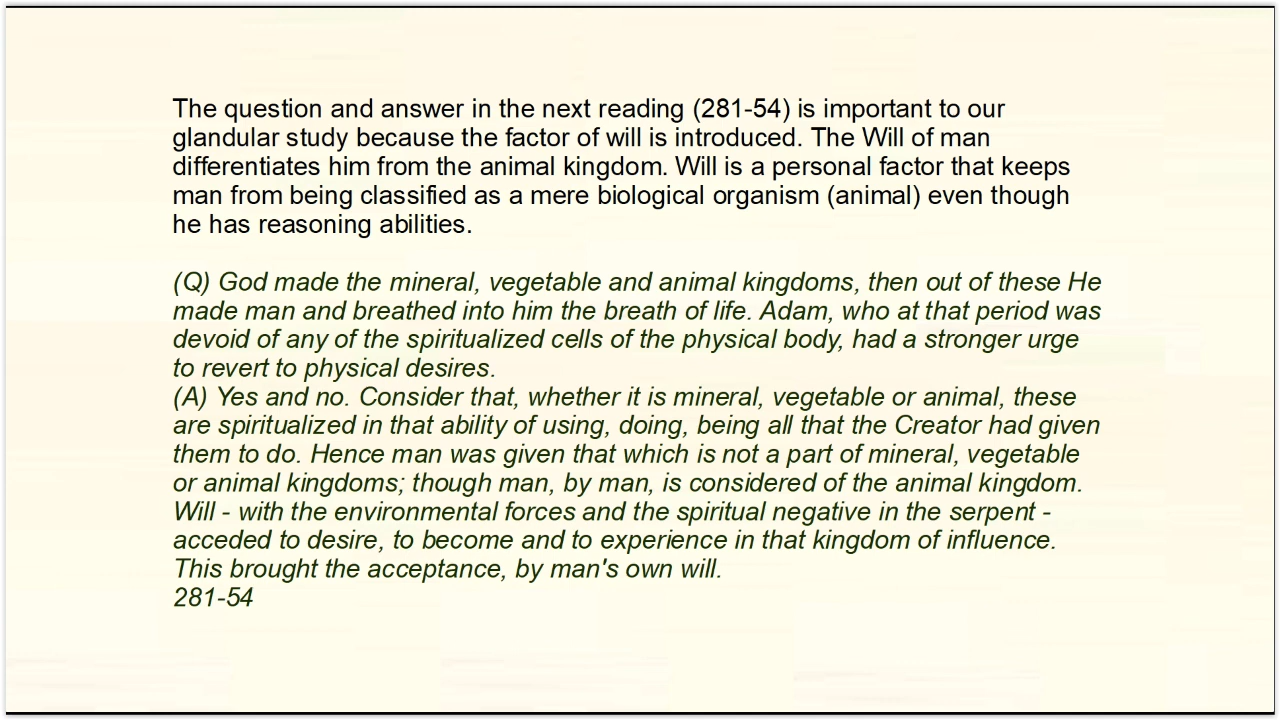 The question and answer in the next reading (281-54) is important to our
glandular study because the factor of will is introduced. The Will of man
differentiates him from the animal kingdom. Will is a personal factor that keeps
man from being classified as a mere biological organism (animal) even though
he has reasoning abilities.
(Q) God made the mineral, vegetable and animal kingdoms, then out of these He
made man and breathed into him the breath of life. Adam, who at that period was
devoid of any of the spiritualized cells of the physical body, had a stronger urge
to revert to physical desires.
(A) Yes and no. Consider that, whether it is mineral, vegetable or animal, these
are spiritualized in that ability of using, doing, being all that the Creator had given
them to do. Hence man was given that which is not a part of mineral, vegetable
or animal kingdoms; though man, by man, is considered of the animal kingdom.
Will - with the environmental forces and the spiritual negative in the serpent -
acceded to desire, to become and to experience in that kingdom of influence.
This brought the acceptance, by man's own will.
281-54